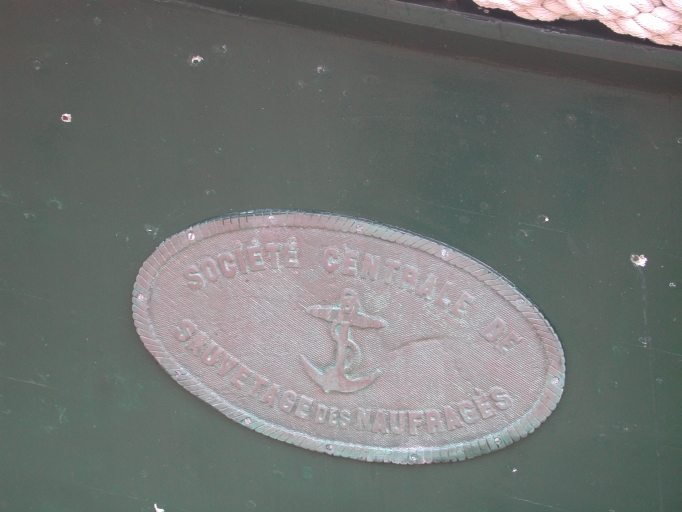 SOCIÉTÉ CENTRALE DE
SAUVETAGE DES NAUFRAGÉS